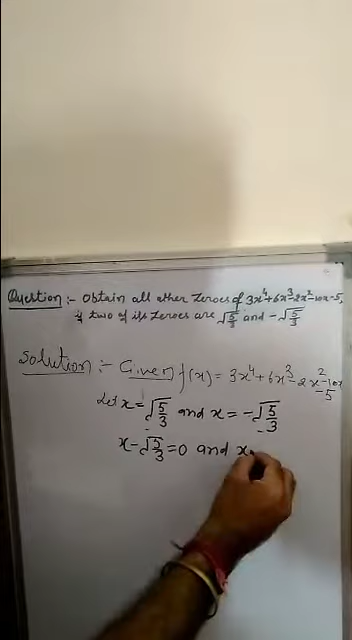 Question:- Obtain all other zeroes of 3x⁴+6x³-2x²-10x-5,
if two of its zeroes are √5/3 and -√5/3
Solution:- Given f(x) = 3x⁴+6x³-2x²-10x
-5
Let x = √5/3 and x = -√5/3
x-√5/3 = 0 and x